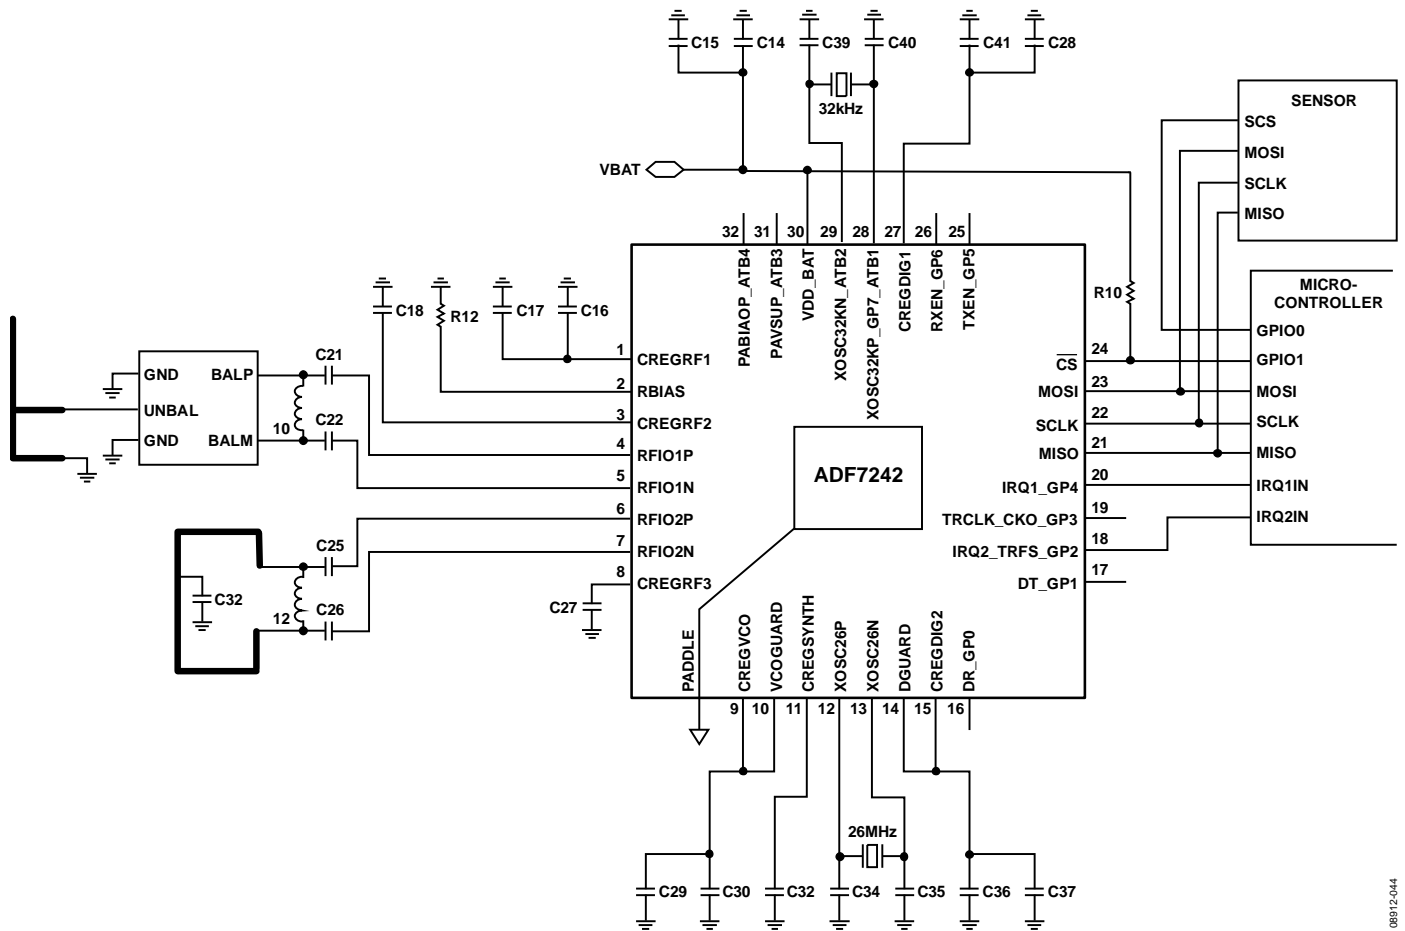 C15
C14
C39
C40
C41
C28
32kHz
VBAT
SENSOR
SCS
MOSI
SCLK
MISO
MICRO-
CONTROLLER
GPIO0
GPIO1
MOSI
SCLK
MISO
IRQ1IN
IRQ2IN
R10
32
31
30
29
28
27
26
25
PABIAOP_ATB4
PAVSUP_ATB3
VDD_BAT
XOSC32KN_ATB2
XOSC32KP_GP7_ATB1
CREGDIG1
RXEN_GP6
TXEN_GP5
C18
R12
C17
C16
GND
BALP
UNBAL
GND
BALM
C21
10
C22
C25
12
C26
C32
C27
1
CREGRF1
2
RBIAS
3
CREGRF2
4
RFIO1P
5
RFIO1N
6
RFIO2P
7
RFIO2N
8
CREGRF3
ADF7242
CS
24
MOSI
23
SCLK
22
MISO
21
IRQ1_GP4
20
TRCLK_CKO_GP3
19
IRQ2_TRFS_GP2
18
DT_GP1
17
PADDLE
CREGVCO
VCOGUARD
CREGSYNTH
XOSC26P
XOSC26N
DGUARD
CREGDIG2
DR_GP0
9
10
11
12
13
14
15
16
26MHz
C29
C30
C32
C34
C35
C36
C37
08912-044